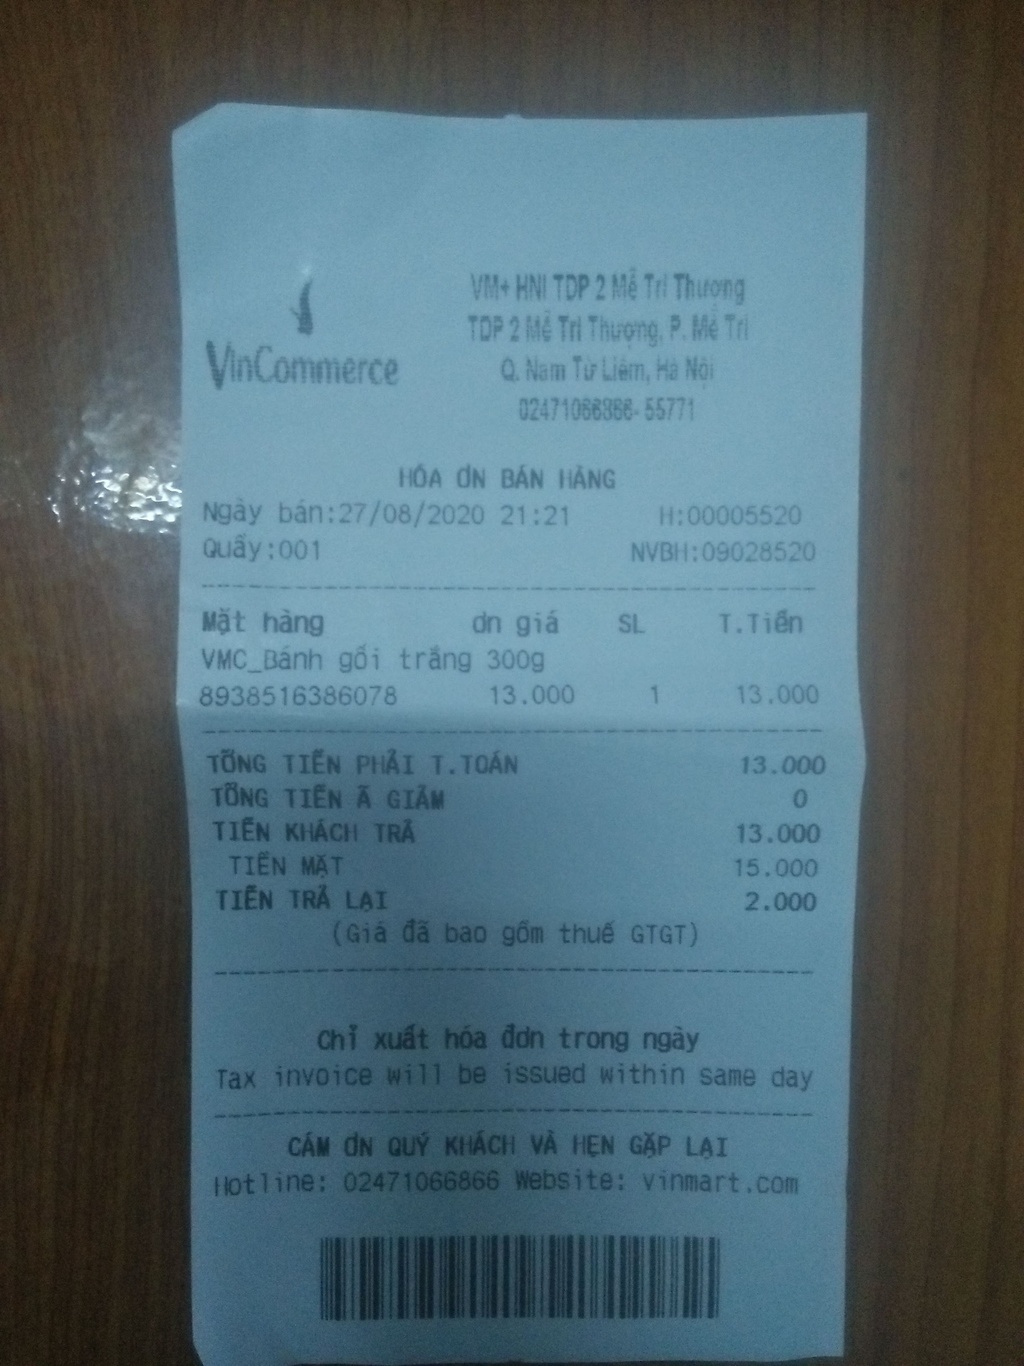 VinCommerce
VM+ HNI TDP 2 Mễ Trì Thượng
TDP 2 Mễ Trì Thượng, P. Mễ Trì
Q. Nam Từ Liêm, Hà Nội
02471066866- 55771
HÓA ƠN BÁN HÀNG
Ngày bán:27/08/2020 21:21 H:00005520
Quầy:001 NVBH:09028520
Mặt hàng ơn giá SL T.Tiền
VMC_Bánh gối trắng 300g
8938516386078 13.000 1 13.000
TỔNG TIỀN PHẢI T.TOÁN 13.000
TỔNG TIỀN Ã GIẢM 0
TIỀN KHÁCH TRẢ 13.000
TIỀN MẶT 15.000
TIỀN TRẢ LẠI 2.000
(Giá đã bao gồm thuế GTGT)
Chỉ xuất hóa đơn trong ngày
Tax invoice will be issued within same day
CẢM ƠN QUÝ KHÁCH VÀ HẸN GẶP LẠI
Hotline: 02471066866 Website: vinmart.com